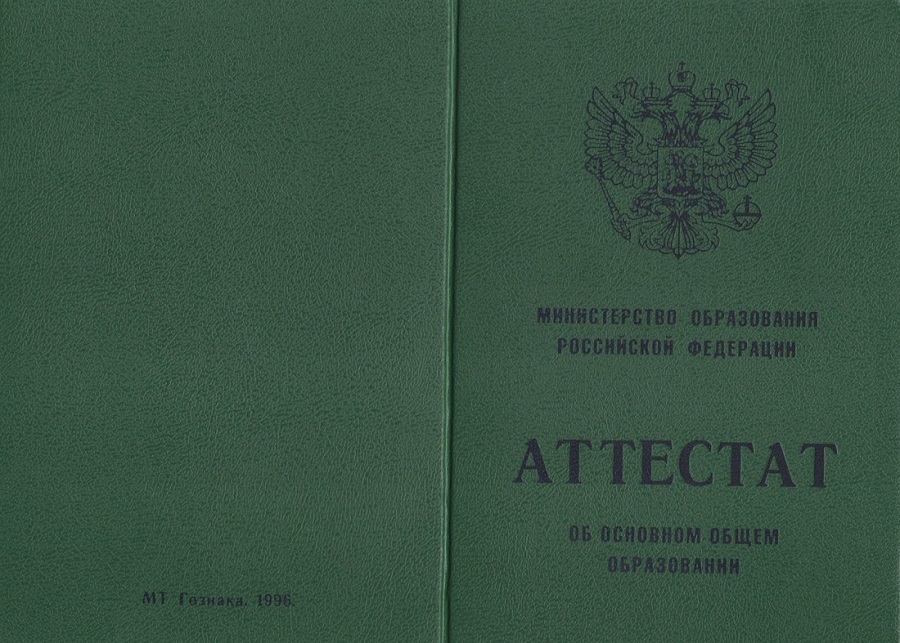 МИНИСТЕРСТВО ОБРАЗОВАНИЯ
РОССИЙСКОЙ ФЕДЕРАЦИИ
АТТЕСТАТ
ОБ ОСНОВНОМ ОБЩЕМ
ОБРАЗОВАНИИ
МТ Гознака. 1996.